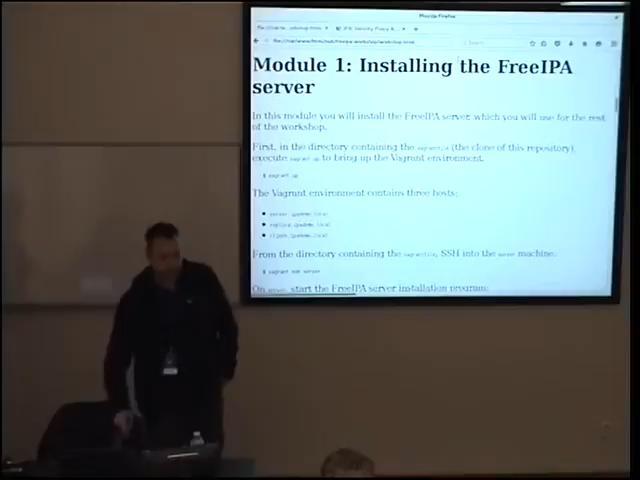 Mozilla Firefox
Search
Module 1: Installing the FreeIPA
server
In this module you will install the FreeIPA server, which you will use for the rest
of the workshop.
First, in the directory containing the Vagrantfile (the clone of this repository),
execute vagrant up to bring up the Vagrant environment.
$ vagrant up
The Vagrant environment contains three hosts:
server.ipademo.local
replica.ipademo.local
client.ipademo.local
From the directory containing the Vagrantfile, SSH into the server machine:
$ vagrant ssh server
On server, start the FreeIPA server installation program: